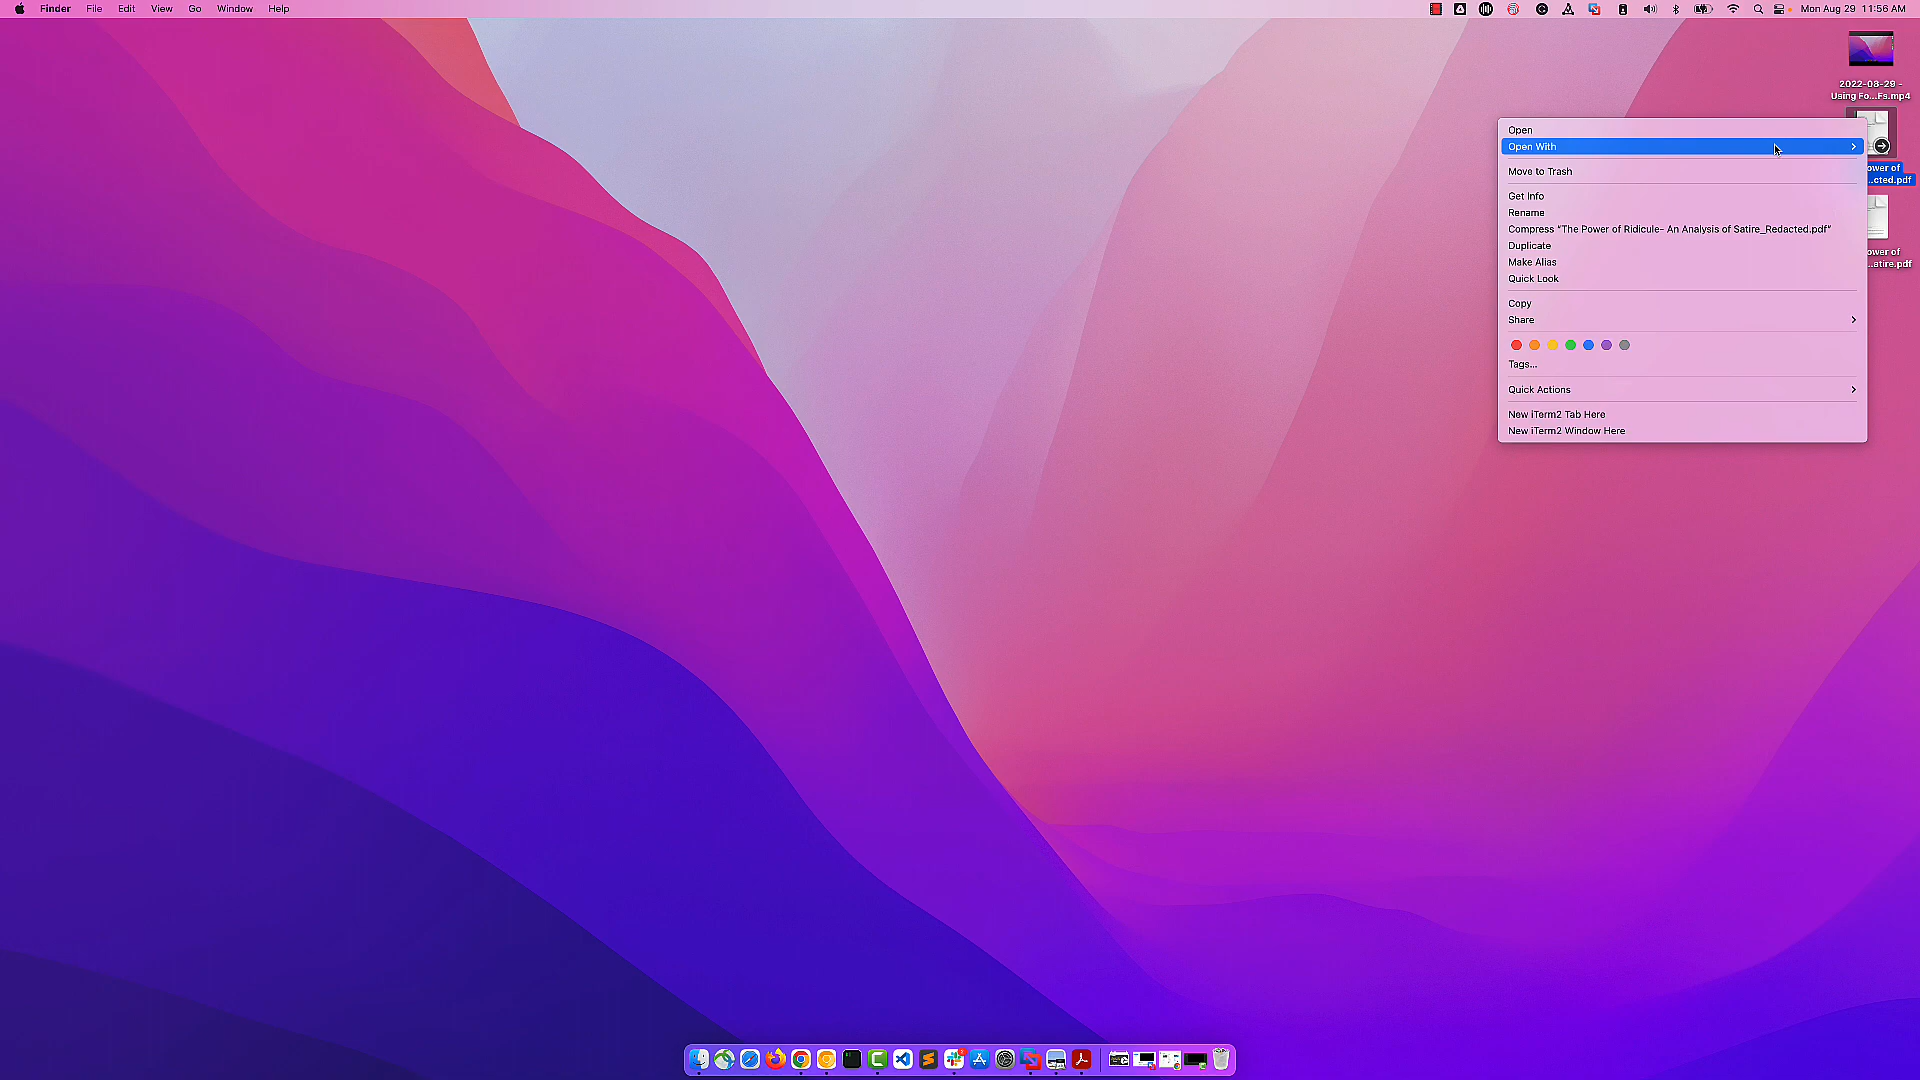 Finder File Edit View Go Window Help
Mon Aug 29 11:56 AM
2022-08-29 -
Using Fo...Fs.mp4
Open
Open With
ower of
...cted.pdf
Move to Trash
Get Info
Rename
Compress “The Power of Ridicule- An Analysis of Satire_Redacted.pdf”
Duplicate
ower of
...atire.pdf
Make Alias
Quick Look
Copy
Share
Tags...
Quick Actions
New iTerm2 Tab Here
New iTerm2 Window Here